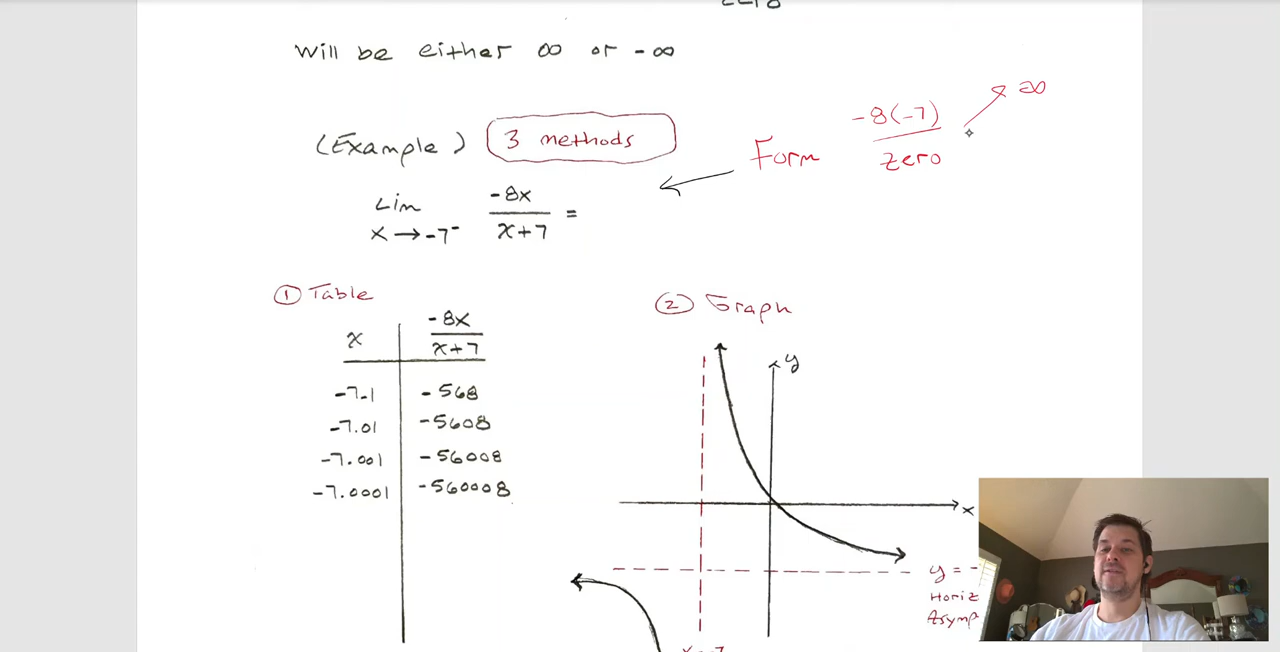 will be either ∞ or -∞
(Example) 3 methods
Form -8(-7) / zero ∞
Lim x → -7⁻ -8x / x+7 =
① Table
x | -8x / x+7
-7.1 | -568
-7.01 | -5608
-7.001 | -56008
-7.0001 | -560008
② Graph
y
x
y = -
Horiz
Asymp